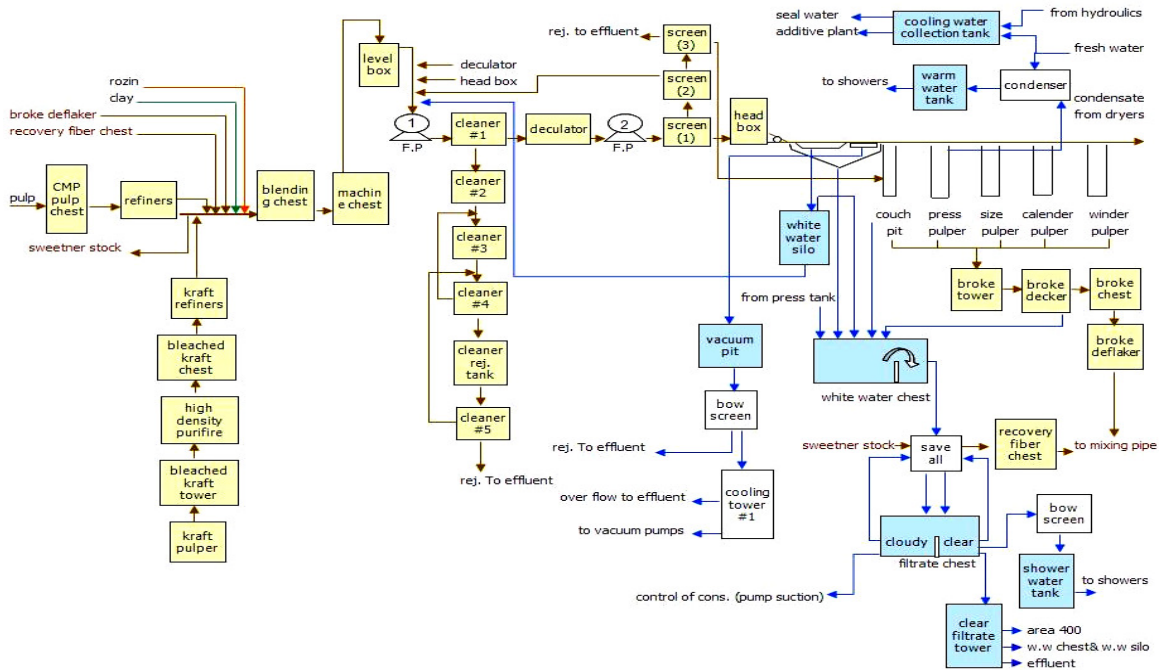 seal water
additive plant
cooling water
collection tank
from hydroulics
fresh water
rej. to effluent
screen
(3)
level
box
deculator
head box
screen
(2)
to showers
warm
water
tank
condenser
condensate
from dryers
rozin
clay
broke deflaker
recovery fiber chest
1
F.P
cleaner
#1
deculator
2
F.P
screen
(1)
head
box
pulp
CMP
pulp
chest
refiners
blendin
g chest
machin
e chest
cleaner
#2
sweetner stock
cleaner
#3
white
water
silo
couch
pit
press
pulper
size
pulper
calender
pulper
winder
pulper
kraft
refiners
cleaner
#4
from press tank
broke
tower
broke
decker
broke
chest
bleached
kraft
chest
cleaner
rej.
tank
vacuum
pit
broke
deflaker
white water chest
high
density
purifire
cleaner
#5
bow
screen
rej. To effluent
sweetner stock
save
all
recovery
fiber
chest
to mixing pipe
bleached
kraft
tower
rej. To effluent
over flow to effluent
to vacuum pumps
cooling
tower
#1
kraft
pulper
cloudy
clear
filtrate chest
bow
screen
control of cons. (pump suction)
shower
water
tank
to showers
clear
filtrate
tower
area 400
w.w chest& w.w silo
effluent